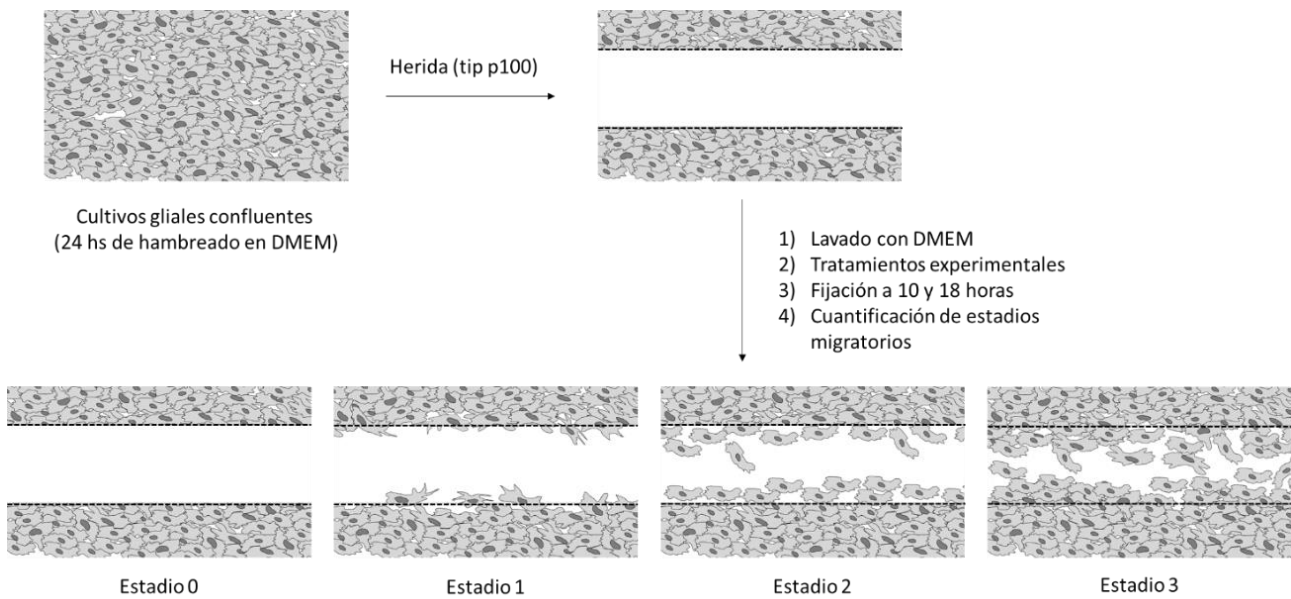 Herida (tip p100)
Cultivos gliales confluentes
(24 hs de hambreado en DMEM)
1) Lavado con DMEM
2) Tratamientos experimentales
3) Fijación a 10 y 18 horas
4) Cuantificación de estadios
migratorios
Estadio 0
Estadio 1
Estadio 2
Estadio 3